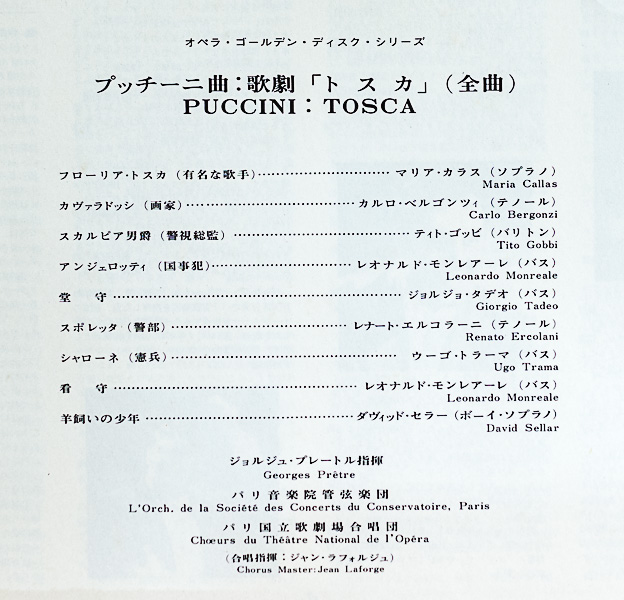 オペラ・ゴールデン・ディスク・シリーズ
プッチーニ曲：歌劇「トスカ」（全曲）
PUCCINI: TOSCA
フローリア・トスカ（有名な歌手）……………………………マリア・カラス（ソプラノ）
Maria Callas
カヴァラドッシ（画家）……………………………カルロ・ベルゴンツィ（テノール）
Carlo Bergonzi
スカルピア男爵（警視総監）……………………………ティト・ゴッビ（バリトン）
Tito Gobbi
アンジェロッティ（国事犯）……………………………レオナルド・モンレアーレ（バス）
Leonardo Monreale
堂守……………………………ジョルジョ・タデオ（バス）
Giorgio Tadeo
スポレッタ（警部）……………………………レナート・エルコラーニ（テノール）
Renato Ercolani
シャローネ（憲兵）……………………………ウーゴ・トラーマ（バス）
Ugo Trama
看守……………………………レオナルド・モンレアーレ（バス）
Leonardo Monreale
羊飼いの少年……………………………ダヴィッド・セラー（ボーイ・ソプラノ）
David Sellar
ジョルジュ・プレートル指揮
Georges Prêtre
パリ音楽院管弦楽団
L'Orch. de la Société des Concerts du Conservatoire, Paris
パリ国立歌劇場合唱団
Chœurs du Théâtre National de l'Opéra
（合唱指揮：ジャン・ラフォルジュ）
Chorus Master: Jean Laforge